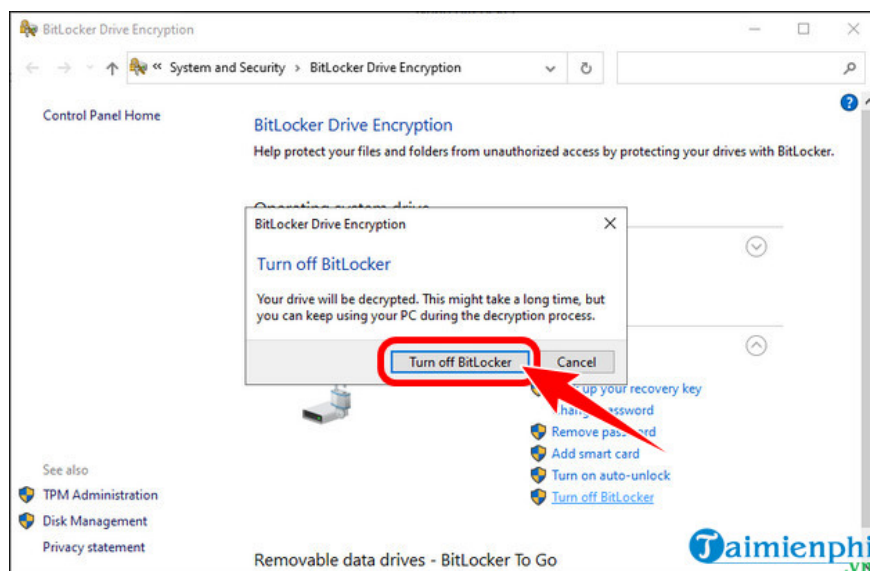 BitLocker Drive Encryption
« System and Security > BitLocker Drive Encryption
Control Panel Home
BitLocker Drive Encryption
Help protect your files and folders from unauthorized access by protecting your drives with BitLocker.
Operating system drive
BitLocker Drive Encryption
Turn off BitLocker
Your drive will be decrypted. This might take a long time, but
you can keep using your PC during the decryption process.
Turn off BitLocker
Cancel
up your recovery key
Remove
Add smart card
Turn on auto-unlock
Turn off BitLocker
See also
TPM Administration
Disk Management
Privacy statement
Removable data drives - BitLocker To Go
Taimienphi
.VN